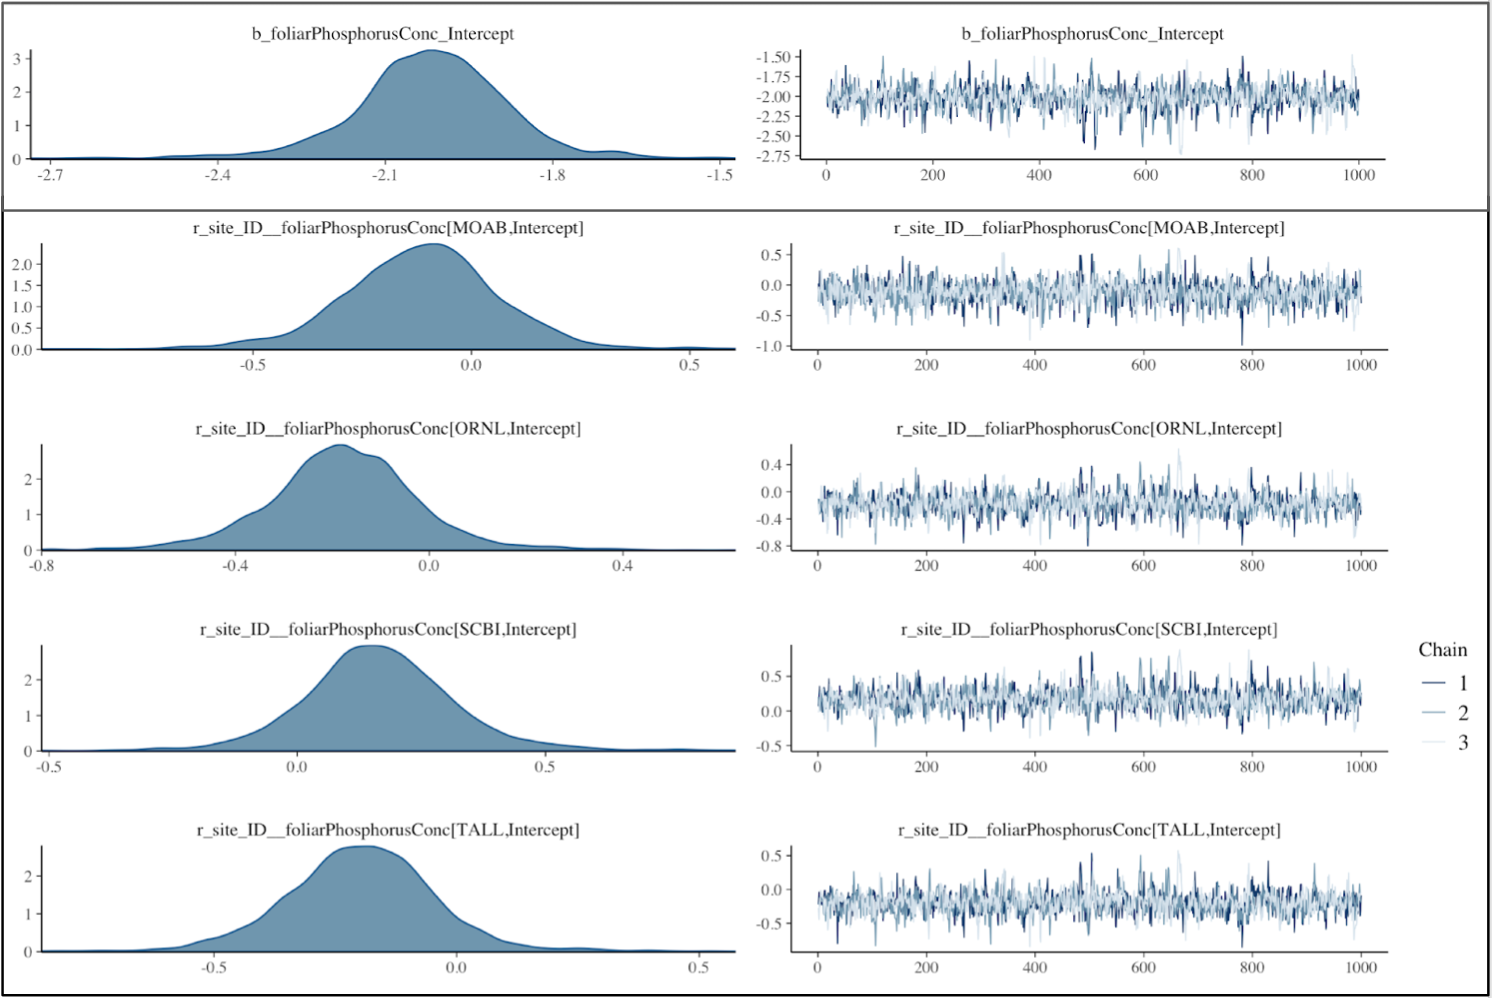 b_foliarPhosphorusConc_Intercept
3
2
1
0
-2.7 -2.4 -2.1 -1.8 -1.5
b_foliarPhosphorusConc_Intercept
-1.50
-1.75
-2.00
-2.25
-2.50
-2.75
0 200 400 600 800 1000
r_site_ID__foliarPhosphorusConc[MOAB,Intercept]
2.0
1.5
1.0
0.5
0.0
-0.5 0.0 0.5
r_site_ID__foliarPhosphorusConc[MOAB,Intercept]
0.5
0.0
-0.5
-1.0
0 200 400 600 800 1000
r_site_ID__foliarPhosphorusConc[ORNL,Intercept]
2
1
0
-0.8 -0.4 0.0 0.4
r_site_ID__foliarPhosphorusConc[ORNL,Intercept]
0.4
0.0
-0.4
-0.8
0 200 400 600 800 1000
r_site_ID__foliarPhosphorusConc[SCBI,Intercept]
2
1
0
-0.5 0.0 0.5
r_site_ID__foliarPhosphorusConc[SCBI,Intercept]
0.5
0.0
-0.5
0 200 400 600 800 1000
r_site_ID__foliarPhosphorusConc[TALL,Intercept]
2
1
0
-0.5 0.0 0.5
r_site_ID__foliarPhosphorusConc[TALL,Intercept]
0.5
0.0
-0.5
0 200 400 600 800 1000
Chain
1
2
3